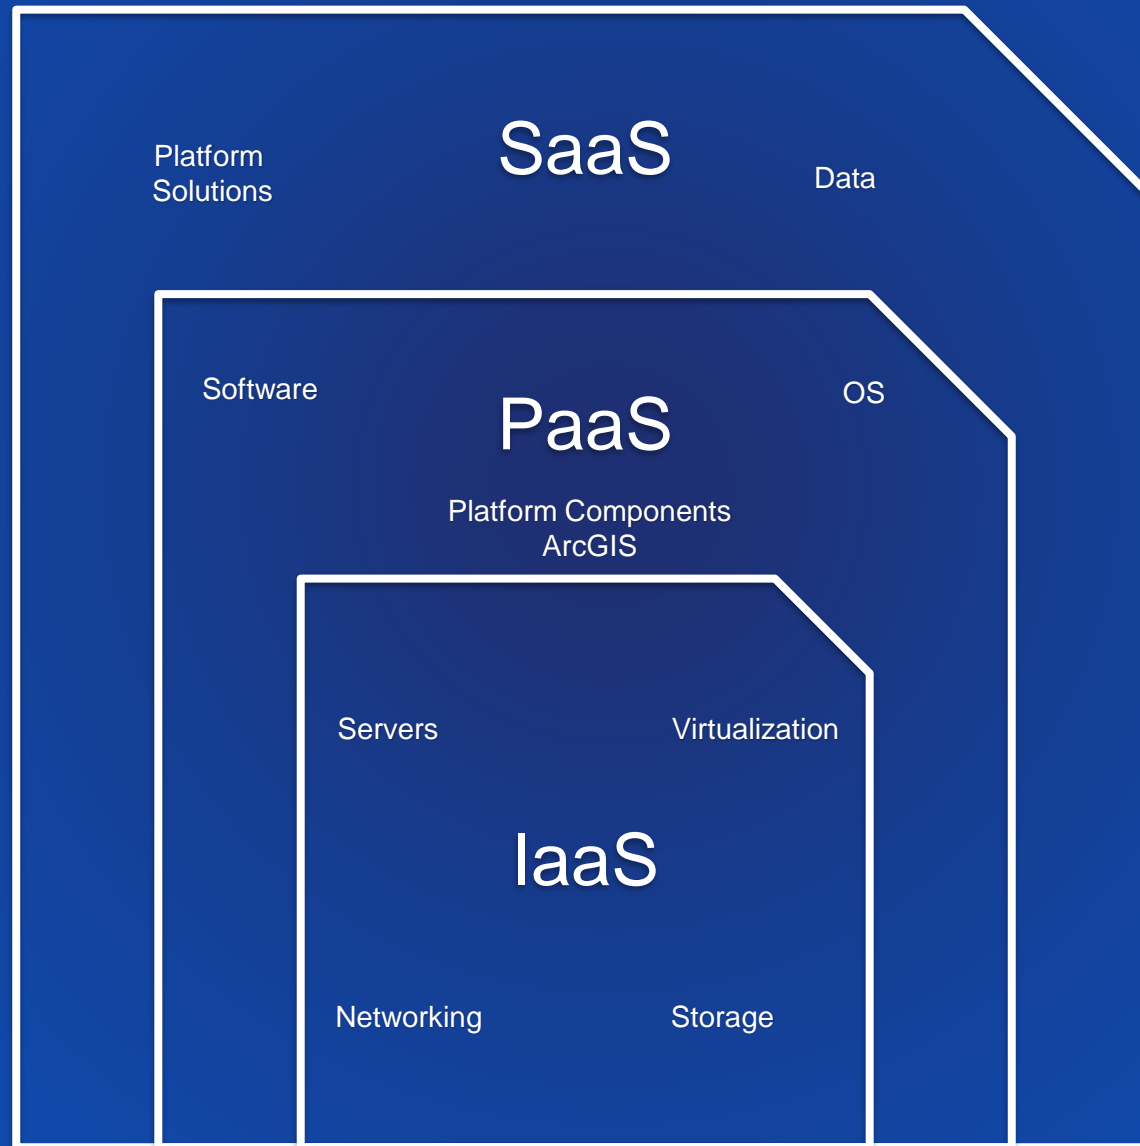 SaaS
Platform
Solutions
Data
Software
OS
PaaS
Platform Components
ArcGIS
Servers
Virtualization
IaaS
Networking
Storage